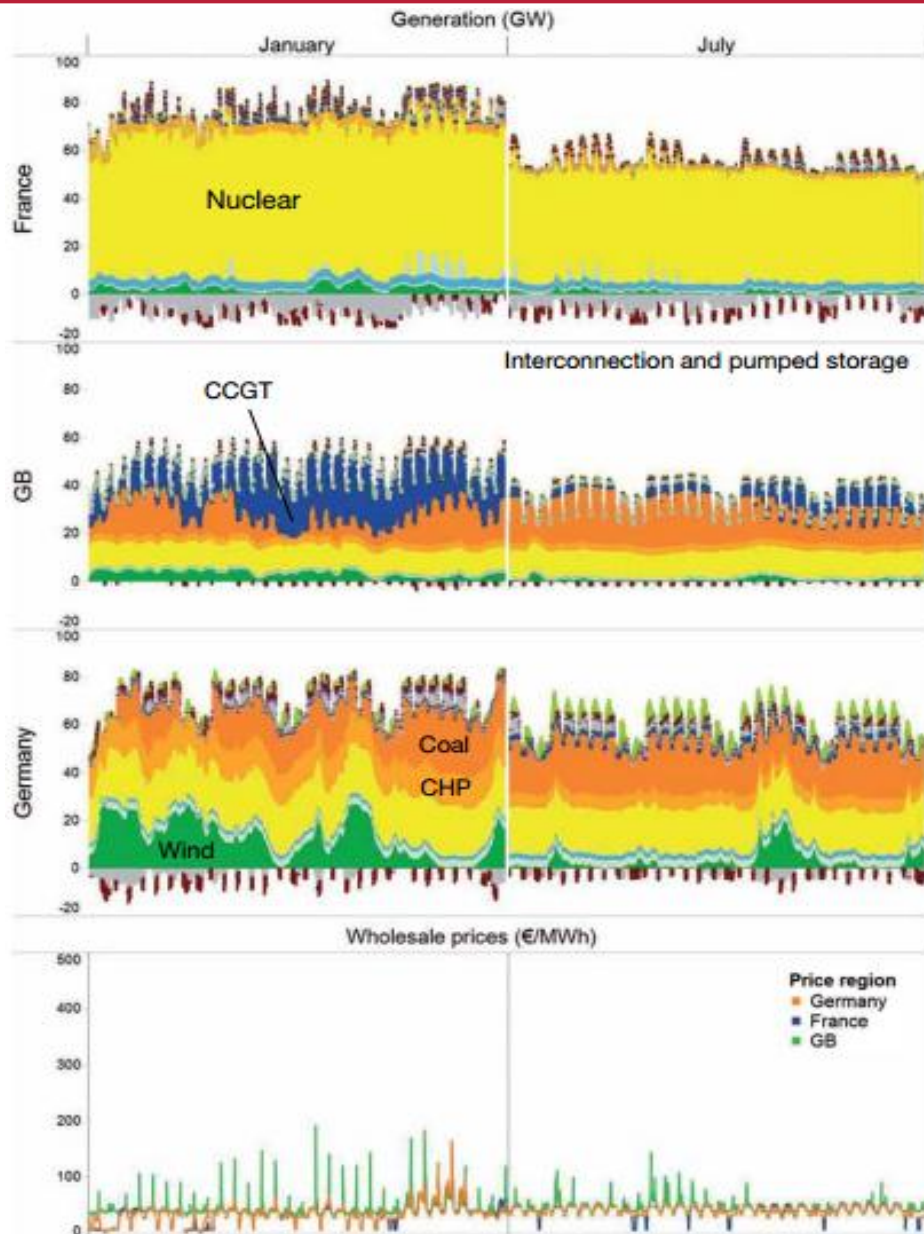 Generation (GW)
January July
France
100
80
60
40
20
0
-20
Nuclear
GB
100
80
60
40
20
0
-20
Interconnection and pumped storage
CCGT
Germany
100
80
60
40
20
0
-20
Coal
CHP
Wind
Wholesale prices (€/MWh)
500
400
300
200
100
0
Price region
Germany
France
GB